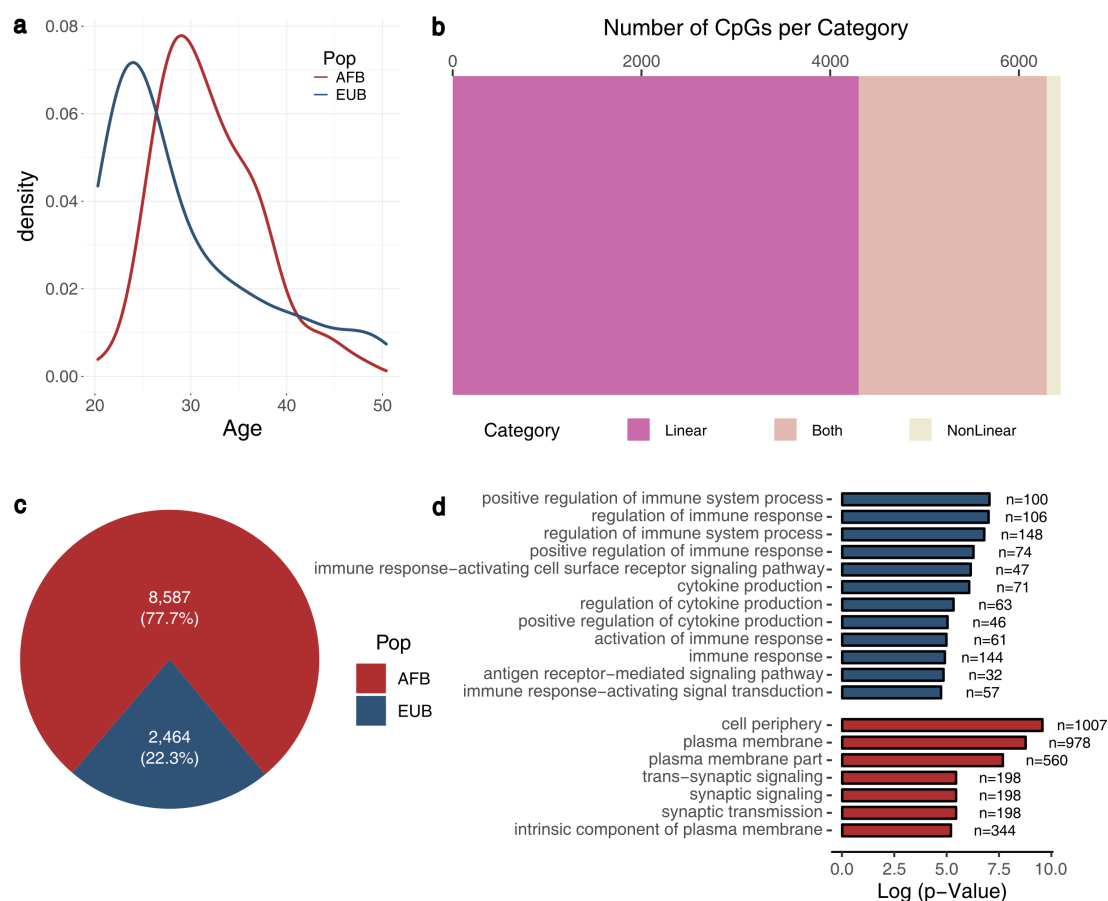 a
0.08
0.06
0.04
0.02
0.00
density
20 30 40 50
Age
Pop
AFB
EUB
b
Number of CpGs per Category
0 2000 4000 6000
Category Linear Both NonLinear
c
8,587
(77.7%)
2,464
(22.3%)
Pop
AFB
EUB
d
positive regulation of immune system process n=100
regulation of immune response n=106
regulation of immune system process n=148
positive regulation of immune response n=74
immune response−activating cell surface receptor signaling pathway n=47
cytokine production n=71
regulation of cytokine production n=63
positive regulation of cytokine production n=46
activation of immune response n=61
immune response n=144
antigen receptor−mediated signaling pathway n=32
immune response−activating signal transduction n=57
cell periphery n=1007
plasma membrane n=978
plasma membrane part n=560
trans−synaptic signaling n=198
synaptic signaling n=198
synaptic transmission n=198
intrinsic component of plasma membrane n=344
0.0 2.5 5.0 7.5 10.0
Log (p−Value)